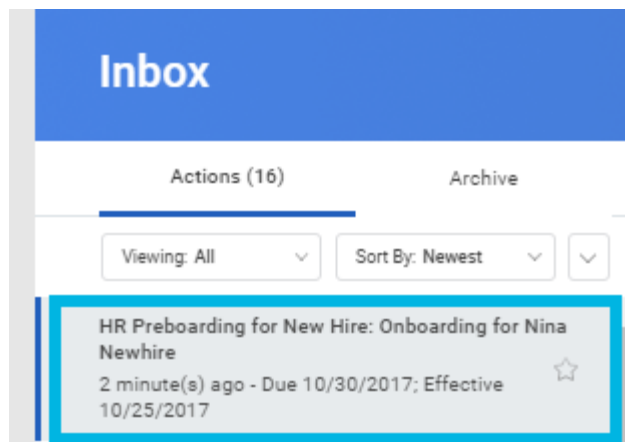 Inbox
Actions (16)
Archive
Viewing: All
Sort By: Newest
HR Preboarding for New Hire: Onboarding for Nina
Newhire
2 minute(s) ago - Due 10/30/2017; Effective
10/25/2017